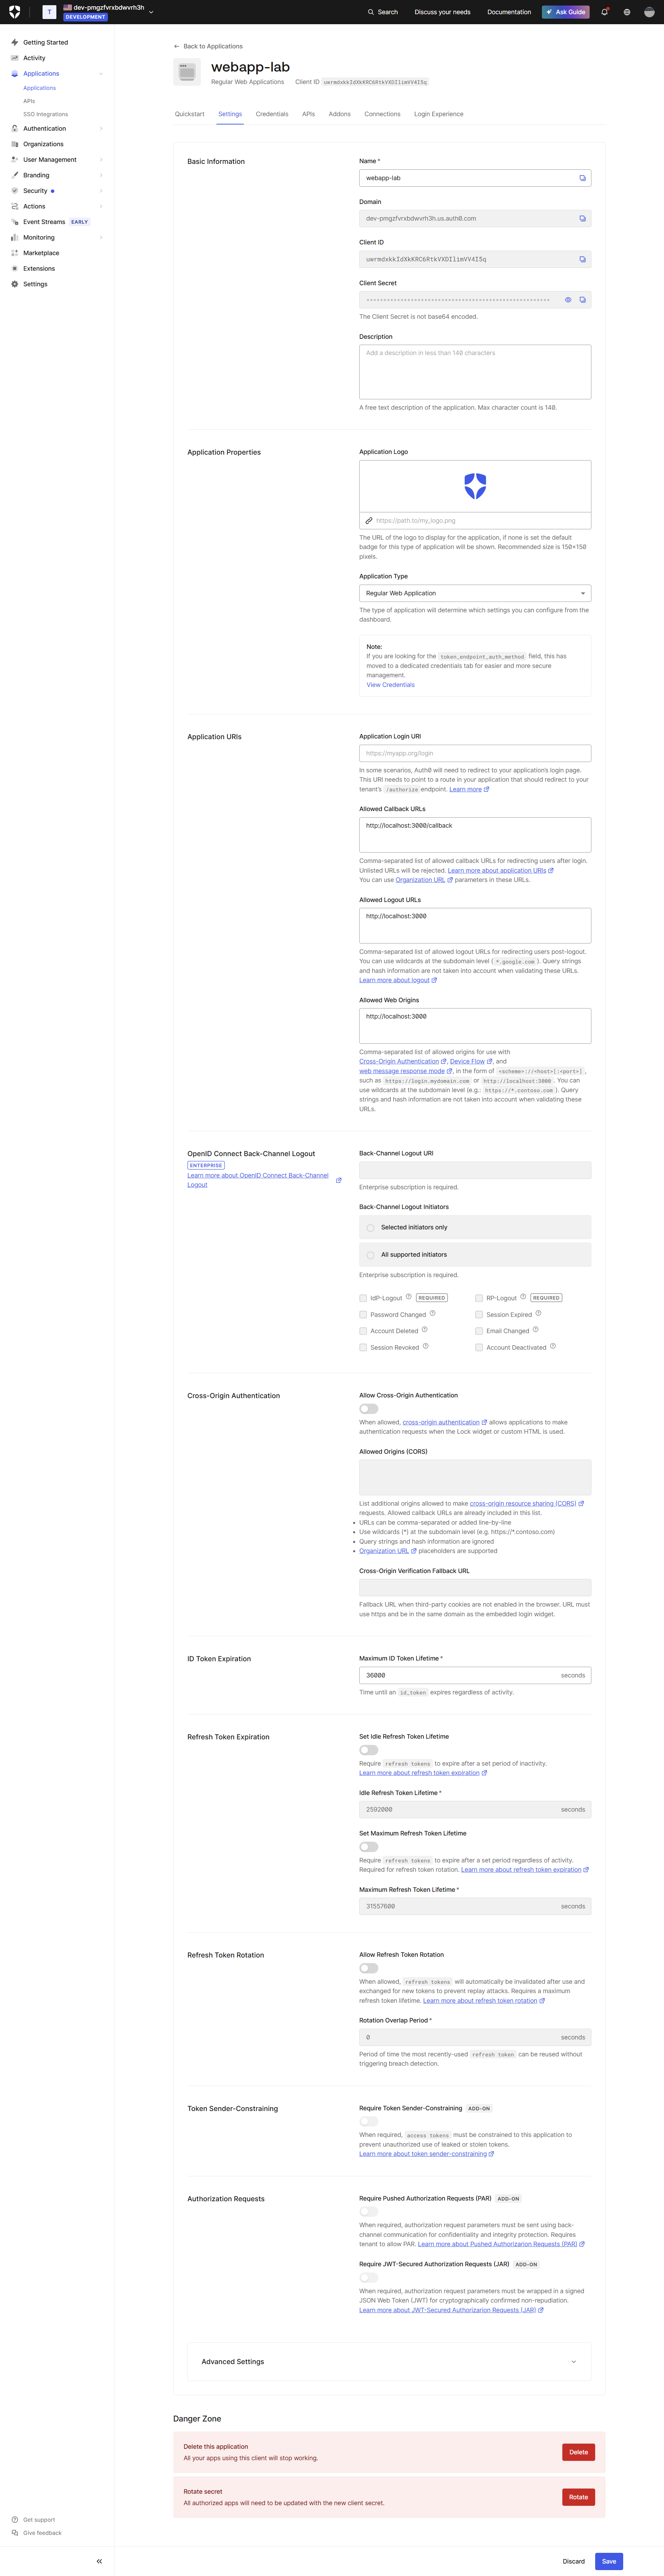 T
dev-pmgzfvrxbdwvrh3h
DEVELOPMENT
Search
Discuss your needs
Documentation
Ask Guide
Getting Started
Activity
Applications
Applications
APIs
SSO Integrations
Authentication
Organizations
User Management
Branding
Security
Actions
Event Streams EARLY
Monitoring
Marketplace
Extensions
Settings
Get support
Give feedback
Back to Applications
webapp-lab
Regular Web Applications Client ID
Quickstart Settings Credentials APIs Addons Connections Login Experience
Basic Information
Name *
webapp-lab
Domain
dev-pmgzfvrxbdwvrh3h.us.auth0.com
Client ID
Client Secret
The Client Secret is not base64 encoded.
Description
Add a description in less than 140 characters
A free text description of the application. Max character count is 140.
Application Properties
Application Logo
https://path.to/my_logo.png
The URL of the logo to display for the application, if none is set the default
badge for this type of application will be shown. Recommended size is 150x150
pixels.
Application Type
Regular Web Application
The type of application will determine which settings you can configure from the
dashboard.
Note:
If you are looking for the token_endpoint_auth_method field, this has
moved to a dedicated credentials tab for easier and more secure
management.
View Credentials
Application URIs
Application Login URI
https://myapp.org/login
In some scenarios, Auth0 will need to redirect to your application's login page.
This URI needs to point to a route in your application that should redirect to your
tenant's /authorize endpoint. Learn more
Allowed Callback URLs
http://localhost:3000/callback
Comma-separated list of allowed callback URLs for redirecting users after login.
Unlisted URLs will be rejected. Learn more about application URIs
You can use Organization URL parameters in these URLs.
Allowed Logout URLs
http://localhost:3000
Comma-separated list of allowed logout URLs for redirecting users post-logout.
You can use wildcards at the subdomain level ( *.google.com ). Query strings
and hash information are not taken into account when validating these URLs.
Learn more about logout
Allowed Web Origins
http://localhost:3000
Comma-separated list of allowed origins for use with
Cross-Origin Authentication , Device Flow , and
web message response mode , in the form of <scheme>://<host>[:<port>] ,
such as https://login.mydomain.com or http://localhost:3000 . You can
use wildcards at the subdomain level (e.g.: https://*.contoso.com ). Query
strings and hash information are not taken into account when validating these
URLs.
OpenID Connect Back-Channel Logout
ENTERPRISE
Learn more about OpenID Connect Back-Channel
Logout
Back-Channel Logout URI
Enterprise subscription is required.
Back-Channel Logout Initiators
Selected initiators only
All supported initiators
Enterprise subscription is required.
IdP-Logout REQUIRED RP-Logout REQUIRED
Password Changed Session Expired
Account Deleted Email Changed
Session Revoked Account Deactivated
Cross-Origin Authentication
Allow Cross-Origin Authentication
When allowed, cross-origin authentication allows applications to make
authentication requests when the Lock widget or custom HTML is used.
Allowed Origins (CORS)
List additional origins allowed to make cross-origin resource sharing (CORS)
requests. Allowed callback URLs are already included in this list.
• URLs can be comma-separated or added line-by-line
• Use wildcards (*) at the subdomain level (e.g. https://*.contoso.com)
• Query strings and hash information are ignored
• Organization URL placeholders are supported
Cross-Origin Verification Fallback URL
Fallback URL when third-party cookies are not enabled in the browser. URL must
use https and be in the same domain as the embedded login widget.
ID Token Expiration
Maximum ID Token Lifetime *
36000 seconds
Time until an id_token expires regardless of activity.
Refresh Token Expiration
Set Idle Refresh Token Lifetime
Require refresh tokens to expire after a set period of inactivity.
Learn more about refresh token expiration
Idle Refresh Token Lifetime *
2592000 seconds
Set Maximum Refresh Token Lifetime
Require refresh tokens to expire after a set period regardless of activity.
Required for refresh token rotation. Learn more about refresh token expiration
Maximum Refresh Token Lifetime *
31557600 seconds
Refresh Token Rotation
Allow Refresh Token Rotation
When allowed, refresh tokens will automatically be invalidated after use and
exchanged for new tokens to prevent replay attacks. Requires a maximum
refresh token lifetime. Learn more about refresh token rotation
Rotation Overlap Period *
0 seconds
Period of time the most recently-used refresh token can be reused without
triggering breach detection.
Token Sender-Constraining
Require Token Sender-Constraining ADD-ON
When required, access tokens must be constrained to this application to
prevent unauthorized use of leaked or stolen tokens.
Learn more about token sender-constraining
Authorization Requests
Require Pushed Authorization Requests (PAR) ADD-ON
When required, authorization request parameters must be sent using back-
channel communication for confidentiality and integrity protection. Requires
tenant to allow PAR. Learn more about Pushed Authorization Requests (PAR)
Require JWT-Secured Authorization Requests (JAR) ADD-ON
When required, authorization request parameters must be wrapped in a signed
JSON Web Token (JWT) for cryptographically confirmed non-repudiation.
Learn more about JWT-Secured Authorization Requests (JAR)
Advanced Settings
Danger Zone
Delete this application
All your apps using this client will stop working.
Delete
Rotate secret
All authorized apps will need to be updated with the new client secret.
Rotate
Discard Save